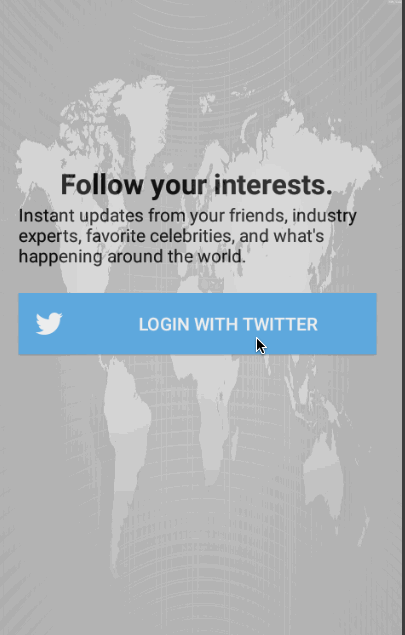 Follow your interests.
Instant updates from your friends, industry
experts, favorite celebrities, and what's
happening around the world.
LOGIN WITH TWITTER